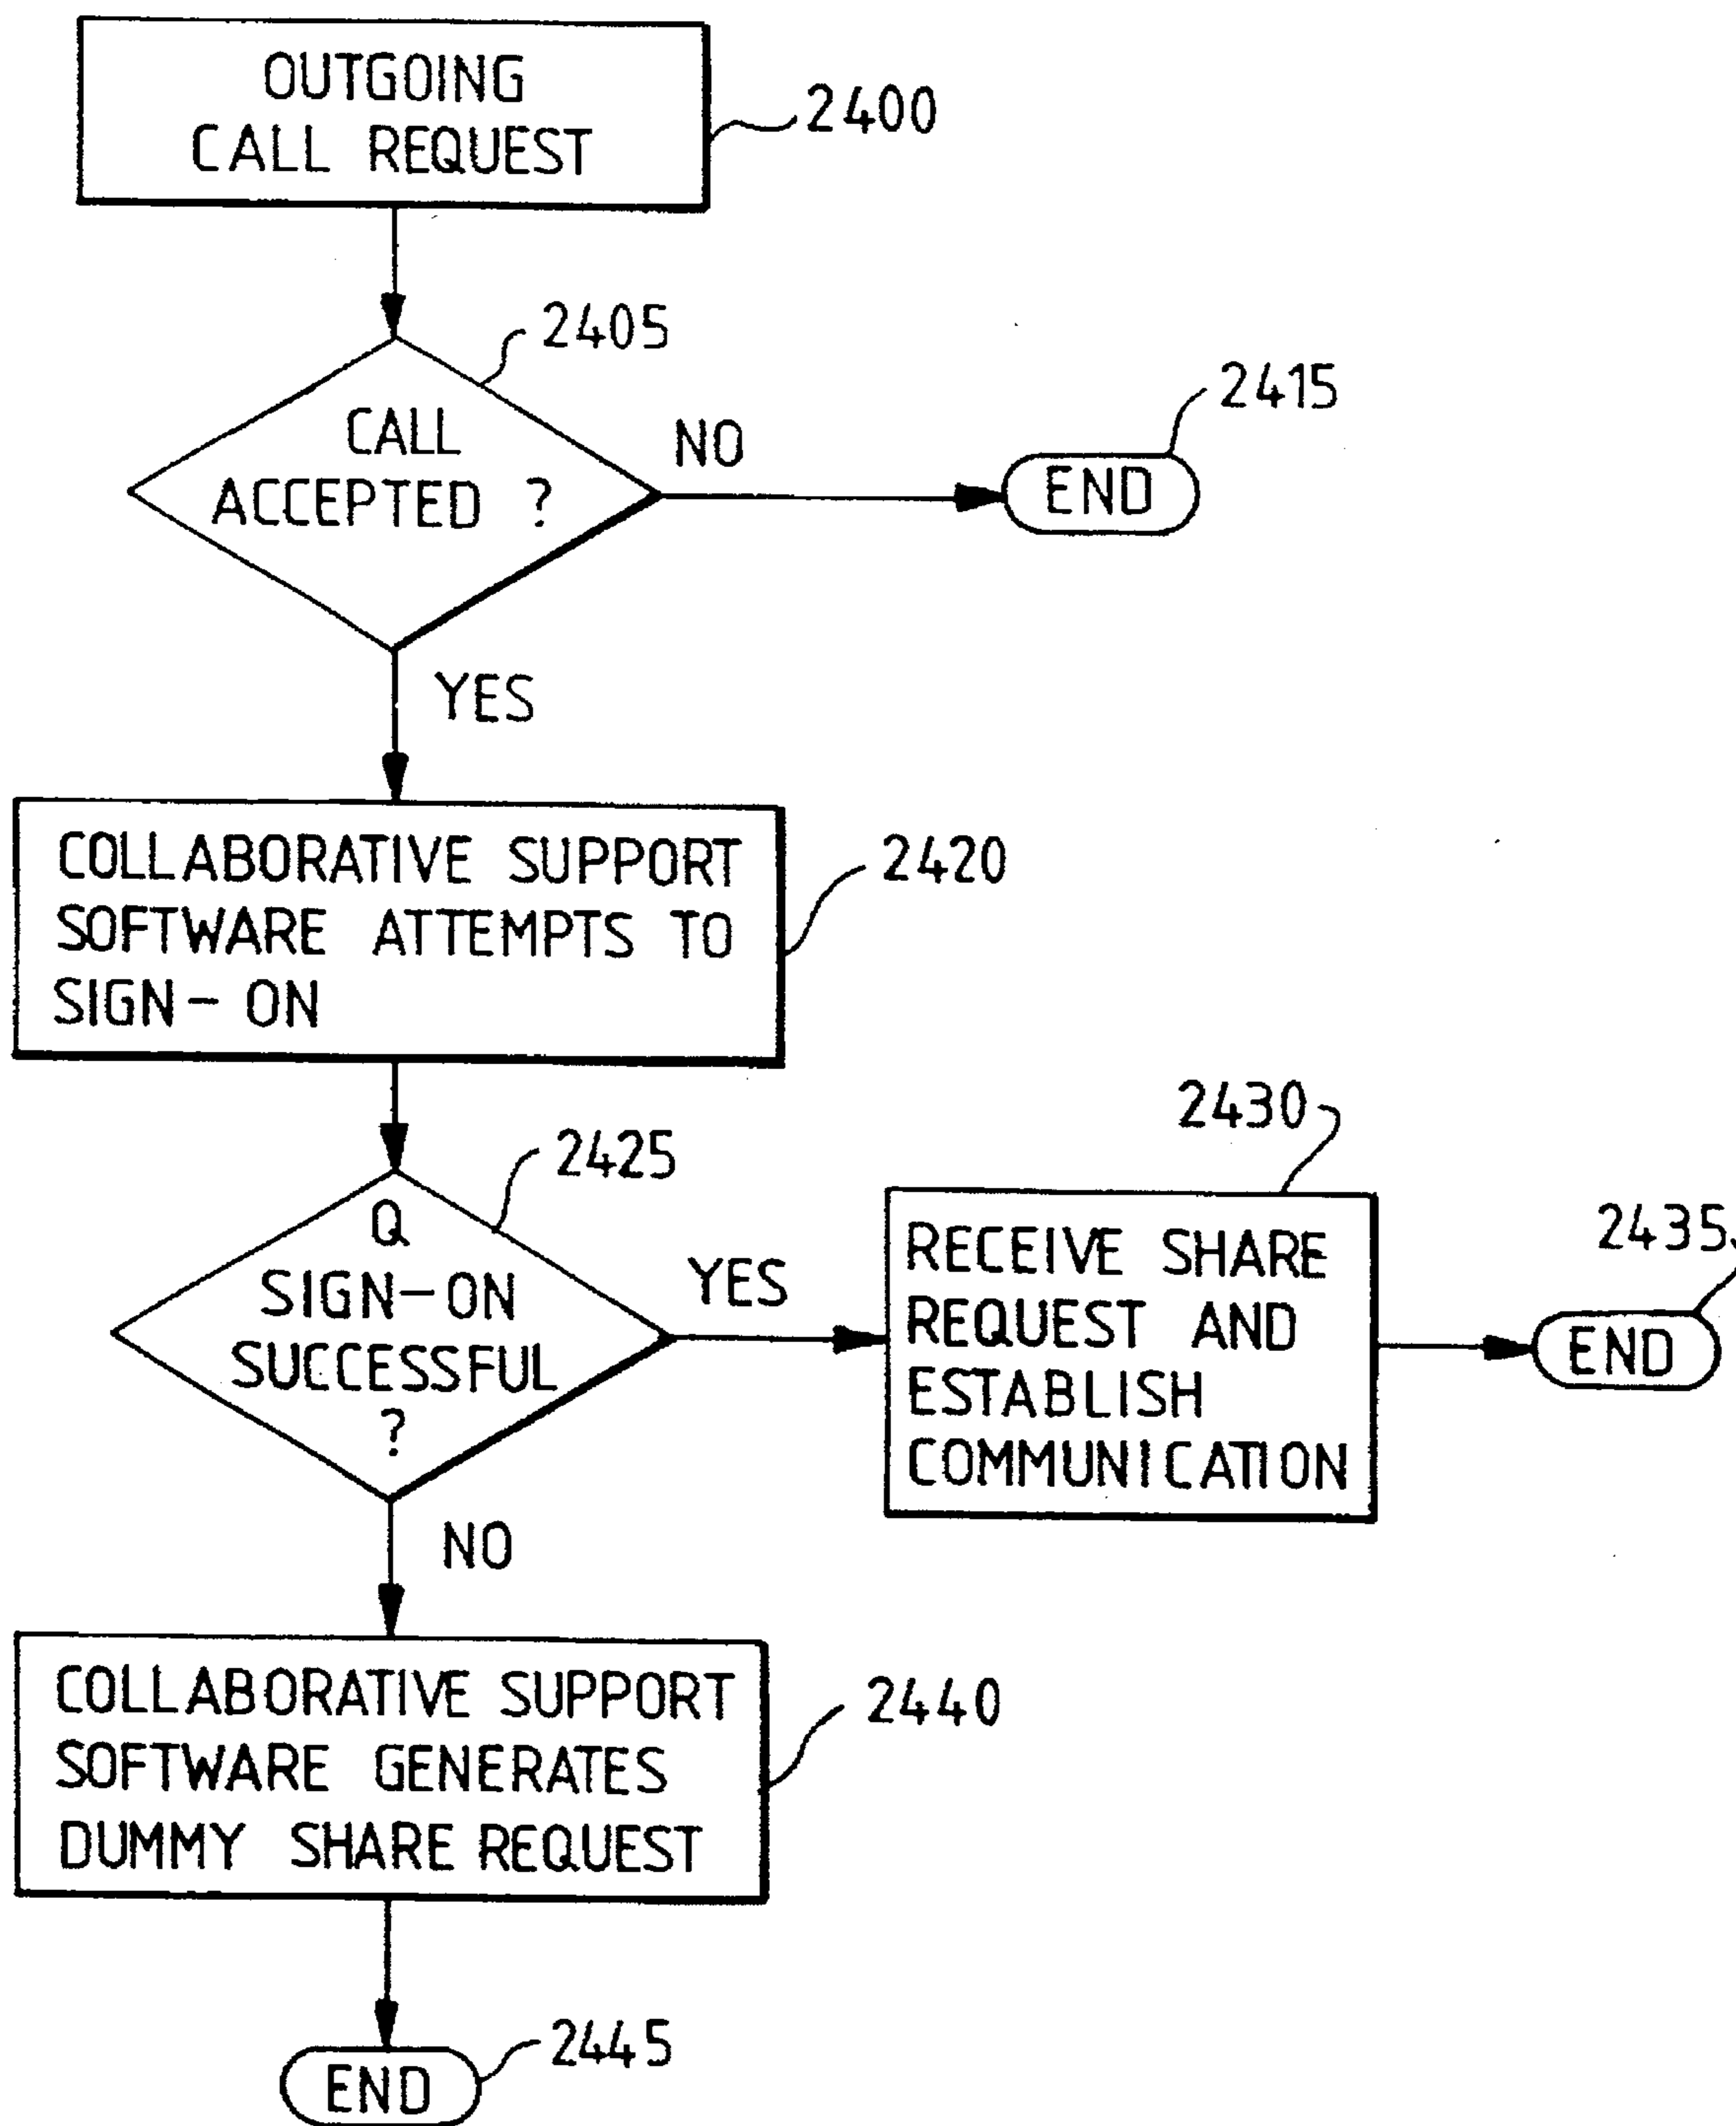 OUTGOING
CALL REQUEST
2400
2405
CALL
ACCEPTED ?
NO
2415
END
YES
COLLABORATIVE SUPPORT
SOFTWARE ATTEMPTS TO
SIGN-ON
2420
2425
Q
SIGN-ON
SUCCESSFUL
?
YES
2430
RECEIVE SHARE
REQUEST AND
ESTABLISH
COMMUNICATION
2435
END
NO
COLLABORATIVE SUPPORT
SOFTWARE GENERATES
DUMMY SHARE REQUEST
2440
END
2445